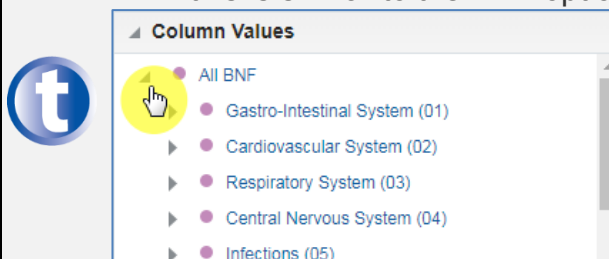 Column Values
t
All BNF
Gastro-Intestinal System (01)
Cardiovascular System (02)
Respiratory System (03)
Central Nervous System (04)
Infections (05)